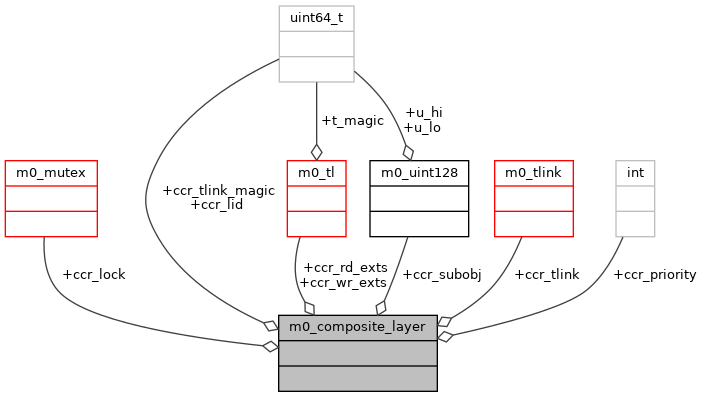 uint64_t
+u_hi
+u_lo
+t_magic
m0_mutex
m0_tl
m0_uint128
m0_tlink
int
+ccr_tlink_magic
+ccr_lid
+ccr_lock
+ccr_rd_exts
+ccr_wr_exts
+ccr_subobj
+ccr_tlink
+ccr_priority
m0_composite_layer